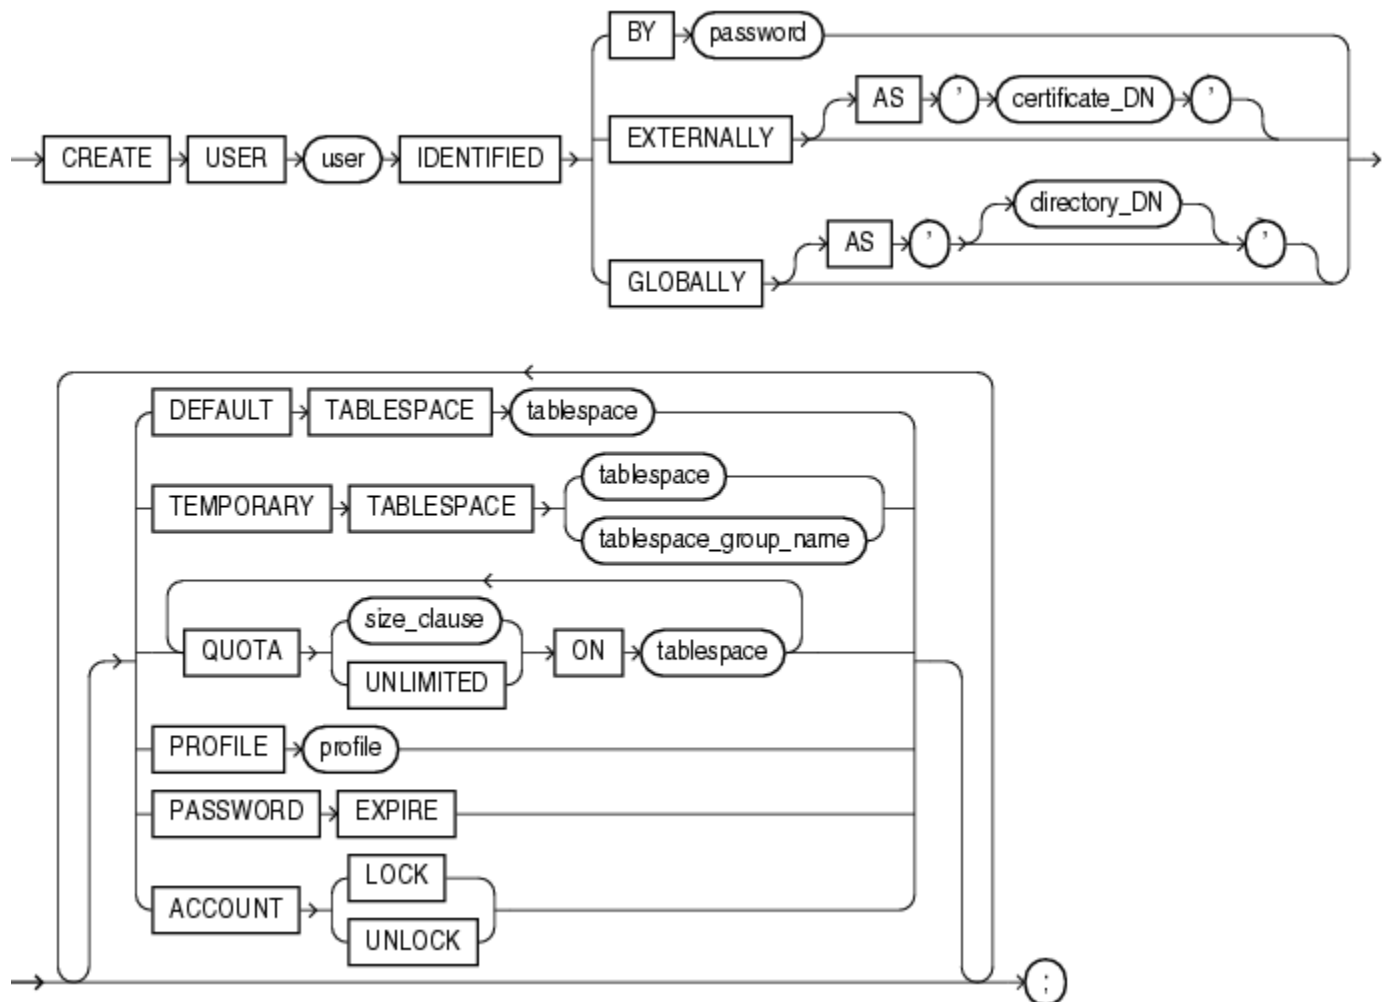 BY password
AS ' certificate_DN '
CREATE USER user IDENTIFIED EXTERNALLY
directory_DN
AS ' '
GLOBALLY
DEFAULT TABLESPACE tablespace
tablespace
TEMPORARY TABLESPACE
tablespace_group_name
size_clause
QUOTA ON tablespace
UNLIMITED
PROFILE profile
PASSWORD EXPIRE
LOCK
ACCOUNT
UNLOCK
;